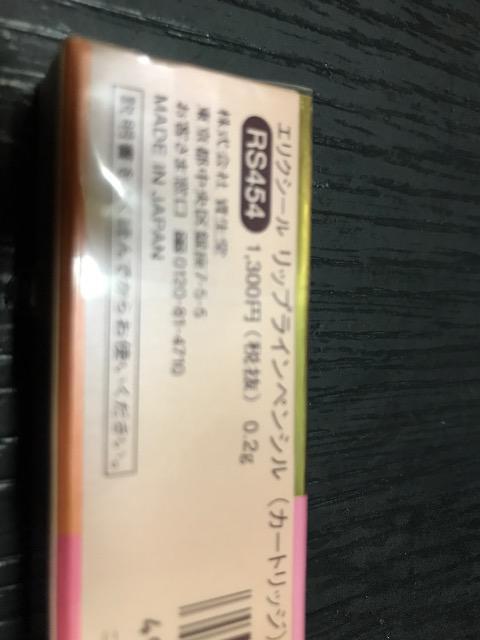 エリクシール リップラインペンシル (カートリッジ)
RS454 1,300円(税抜) 0.2g
株式会社 資生堂
東京都中央区銀座7-5-5
お客さま窓口 0120-81-4710
MADE IN JAPAN
説明書をよく読んでからお使いください。